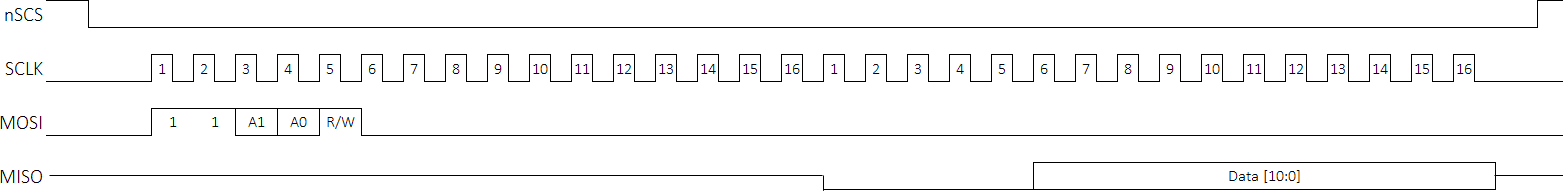 nSCS
SCLK 1 2 3 4 5 6 7 8 9 10 11 12 13 14 15 16 1 2 3 4 5 6 7 8 9 10 11 12 13 14 15 16
MOSI 1 1 A1 A0 R/W
MISO Data [10:0]